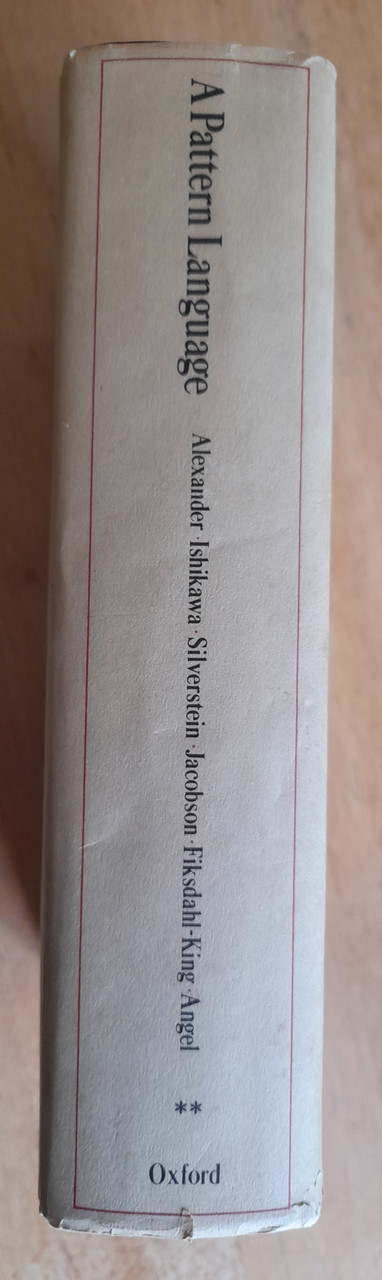 A Pattern Language Alexander · Ishikawa · Silverstein · Jacobson · Fiksdahl-King · Angel **
Oxford